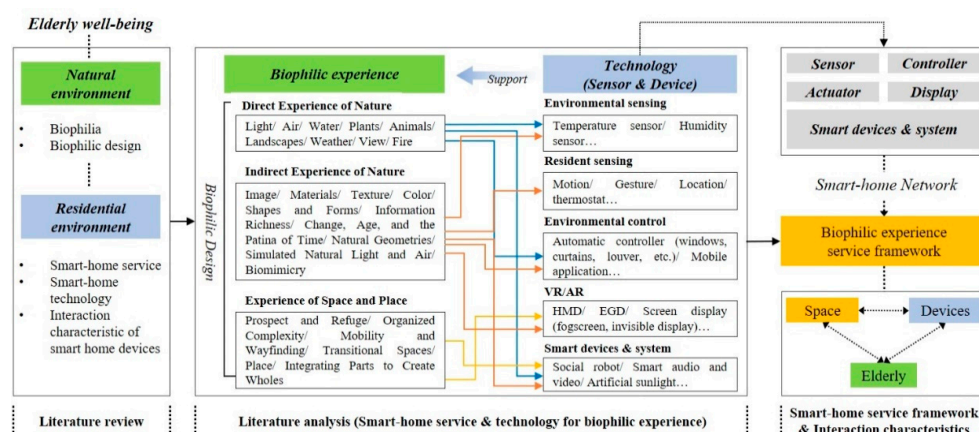 Elderly well-being
Natural
environment
• Biophilia
• Biophilic design
Residential
environment
• Smart-home service
• Smart-home
technology
• Interaction
characteristic of
smart home devices
Literature review
Biophilic experience
Support
Technology
(Sensor & Device)
Biophilic Design
Direct Experience of Nature
Light/ Air/ Water/ Plants/ Animals/
Landscapes/ Weather/ View/ Fire
Indirect Experience of Nature
Image/ Materials/ Texture/ Color/
Shapes and Forms/ Information
Richness/ Change, Age, and the
Patina of Time/ Natural Geometries/
Simulated Natural Light and Air/
Biomimicry
Experience of Space and Place
Prospect and Refuge/ Organized
Complexity/ Mobility and
Wayfinding/ Transitional Spaces/
Place/ Integrating Parts to Create
Wholes
Environmental sensing
Temperature sensor/ Humidity
sensor…
Resident sensing
Motion/ Gesture/ Location/
thermostat…
Environmental control
Automatic controller (windows,
curtains, louver, etc.)/ Mobile
application…
VR/AR
HMD/ EGD/ Screen display
(fogscreen, invisible display)…
Smart devices & system
Social robot/ Smart audio and
video/ Artificial sunlight…
Literature analysis (Smart-home service & technology for biophilic experience)
Sensor
Controller
Actuator
Display
Smart devices & system
Smart-home Network
Biophilic experience
service framework
Space
Devices
Elderly
Smart-home service framework
& Interaction characteristics